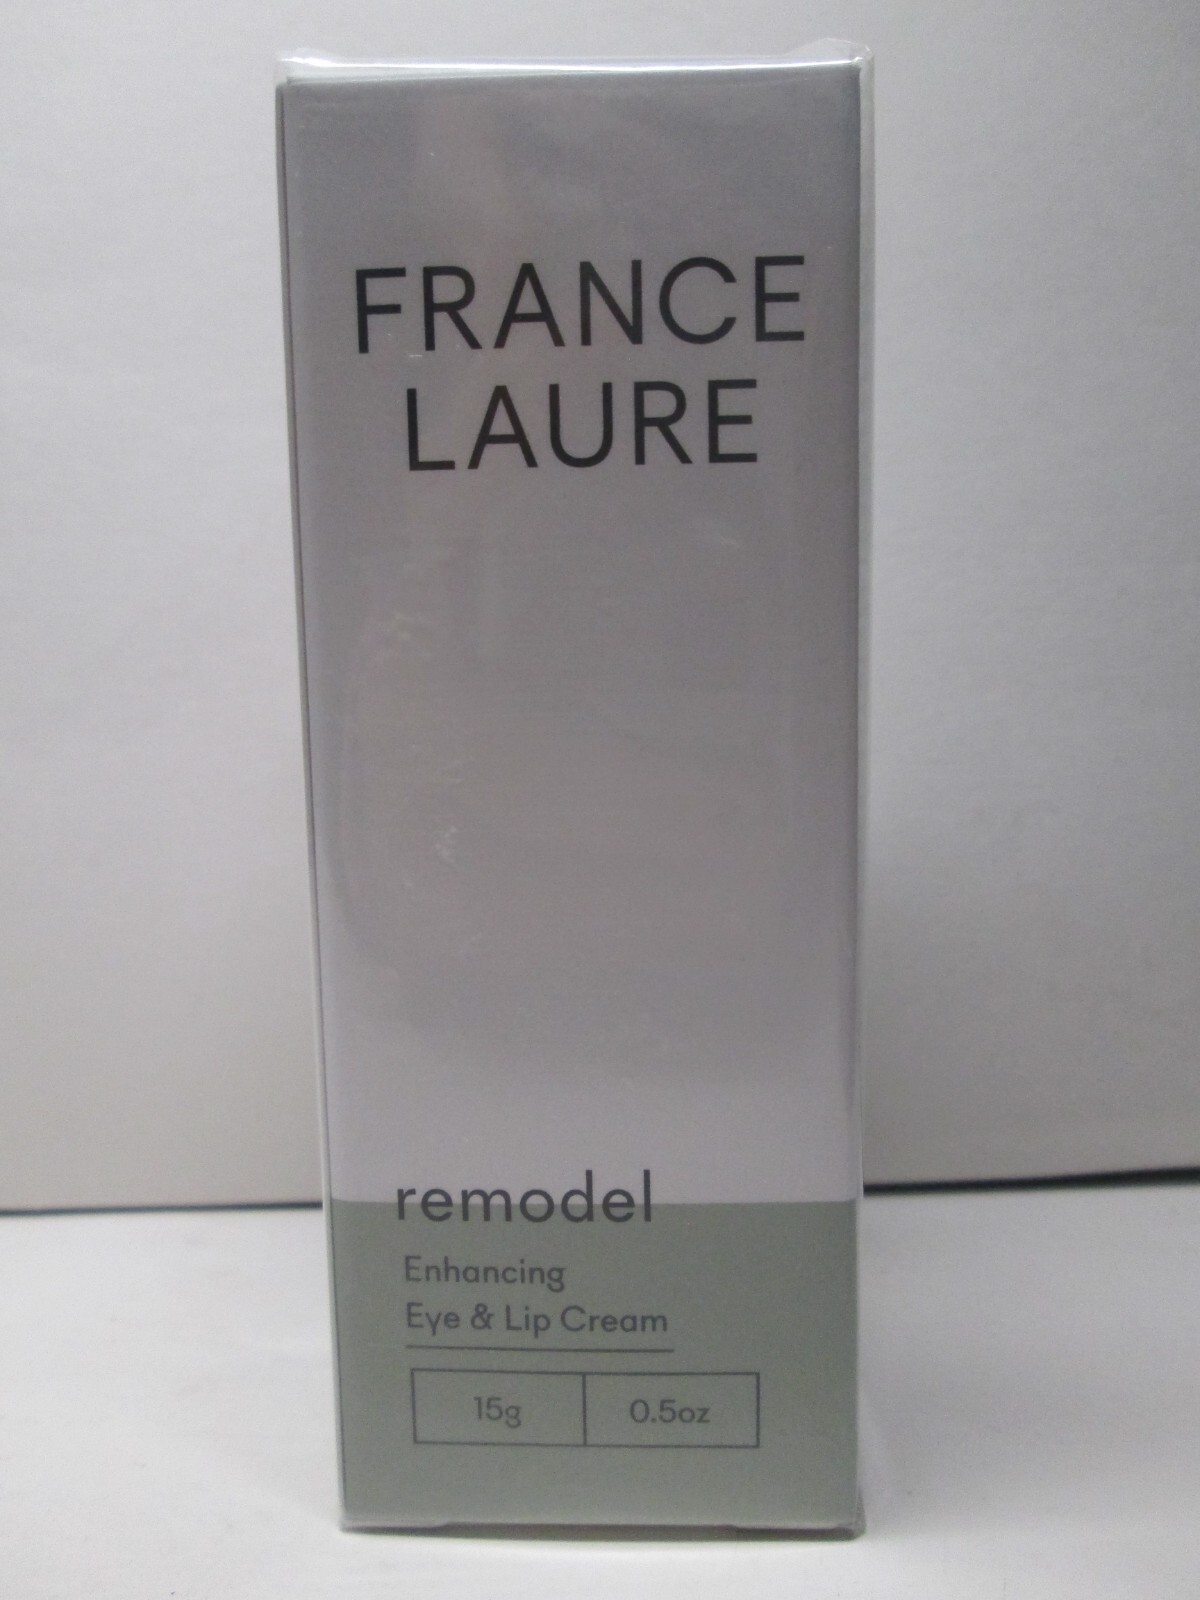 FRANCE
LAURE
remodel
Enhancing
Eye & Lip Cream
15g
0.5oz